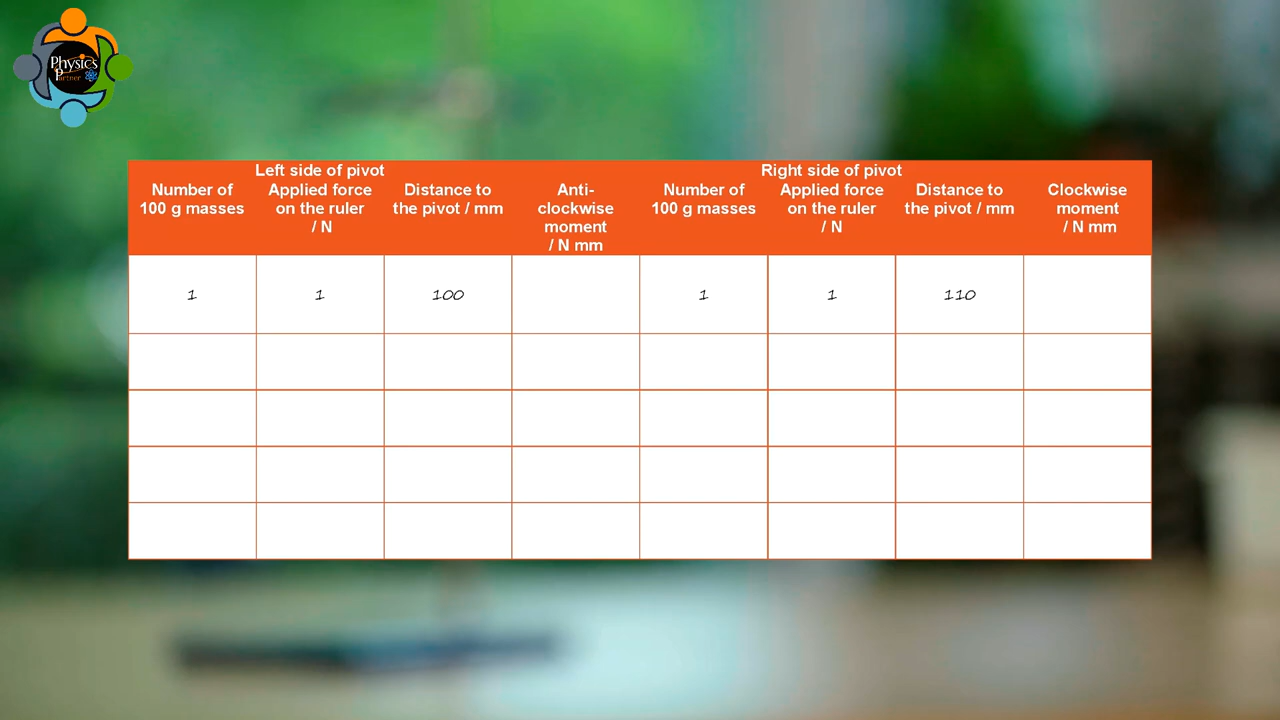 Physics
Partner
Left side of pivot
Right side of pivot
Number of
100 g masses
Applied force
on the ruler
/ N
Distance to
the pivot / mm
Anti-
clockwise
moment
/ N mm
Number of
100 g masses
Applied force
on the ruler
/ N
Distance to
the pivot / mm
Clockwise
moment
/ N mm
1
1
100
1
1
110